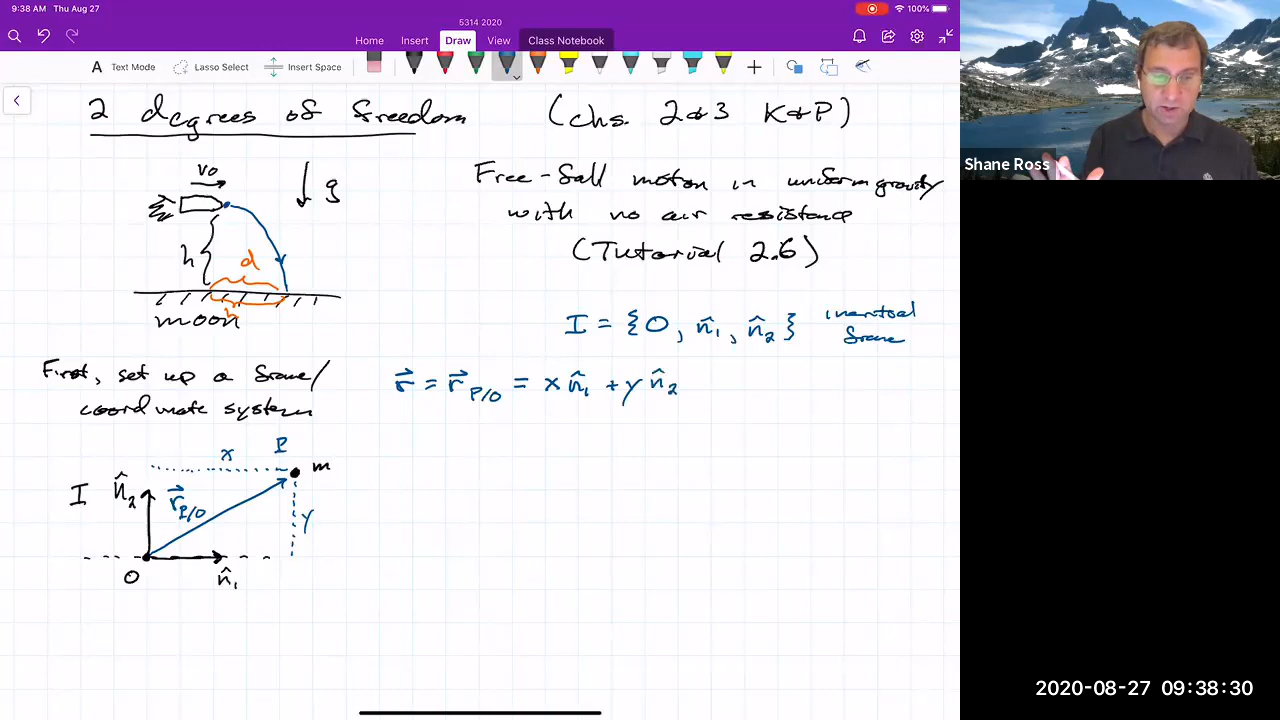 9:38 AM Thu Aug 27
100%
5314 2020
Home Insert Draw View Class Notebook
Text Mode Lasso Select Insert Space
2 degrees of freedom (chs. 2 & 3 K&P)
v0
g
h
d
moon
Free-fall motion in uniform gravity
with no air resistance
(Tutorial 2.6)
I = {O, n̂1, n̂2} inertial
frame
First, set up a frame/
coordinate system
r⃗ = r⃗P/O = x n̂1 + y n̂2
x
P
m
I
n̂2
r⃗P/O
y
O
n̂1
Shane Ross
2020-08-27 09:38:30